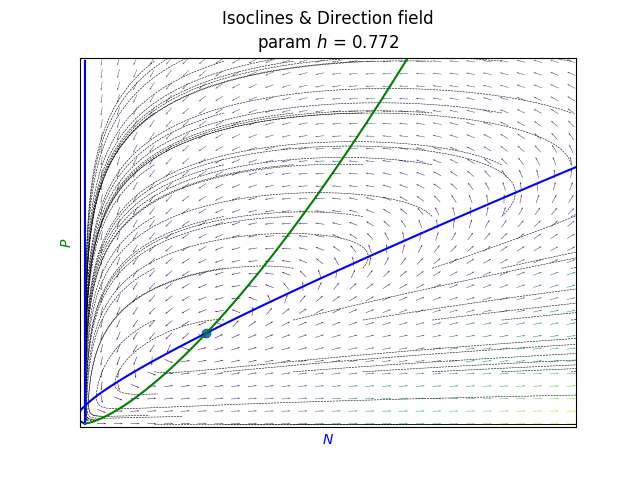 Isoclines & Direction field
param h = 0.772
P
N